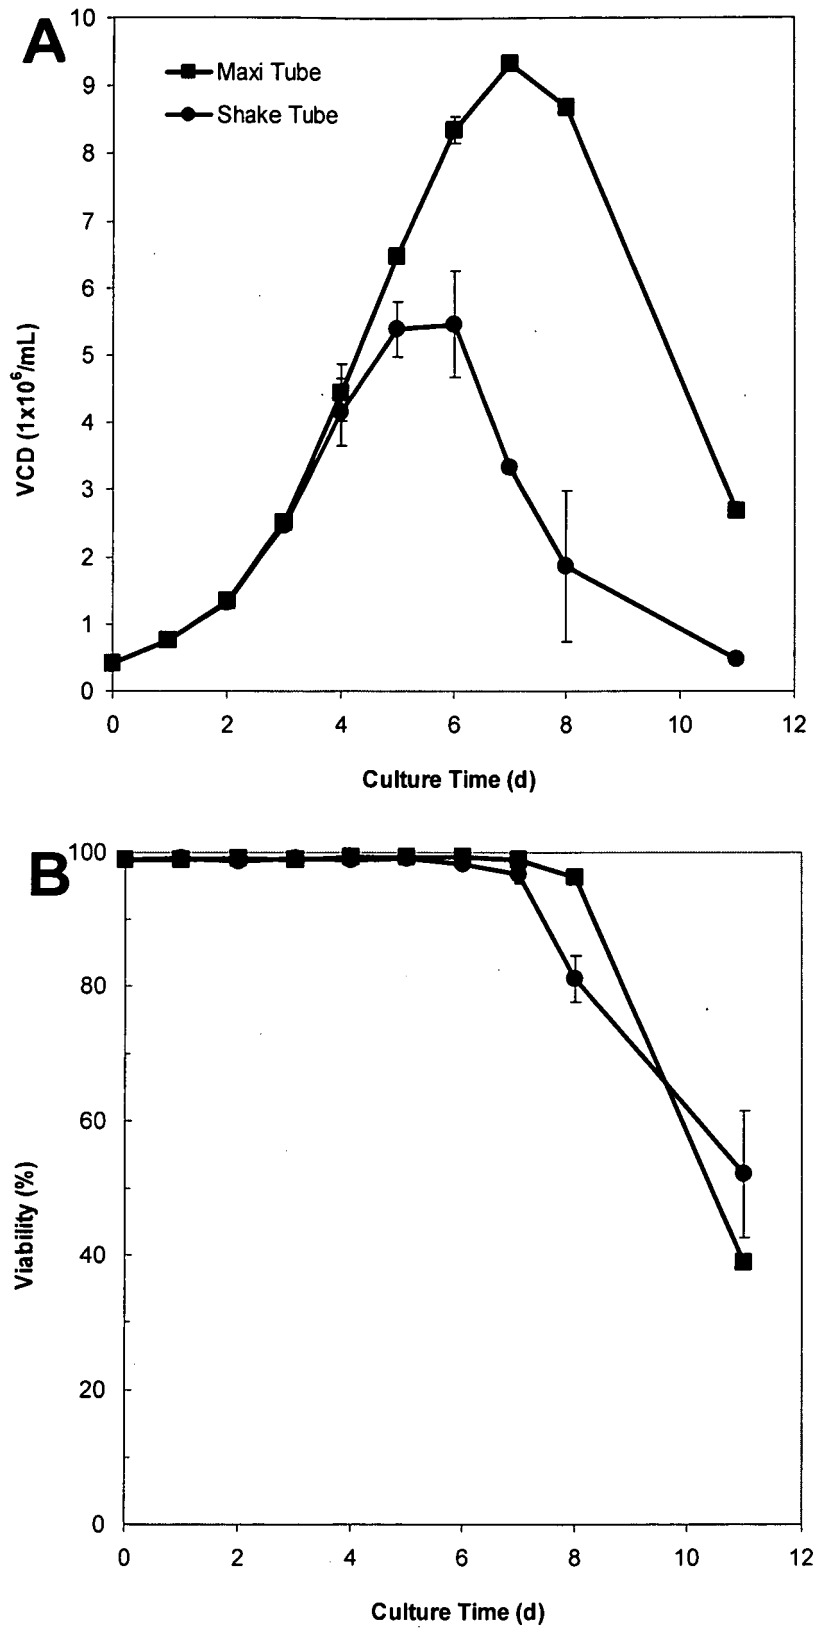 A
10
9
8
7
6
5
4
3
2
1
0
Maxi Tube
Shake Tube
VCD (1x10⁶/mL)
0 2 4 6 8 10 12
Culture Time (d)
B
100
80
60
40
20
0
Viability (%)
0 2 4 6 8 10 12
Culture Time (d)